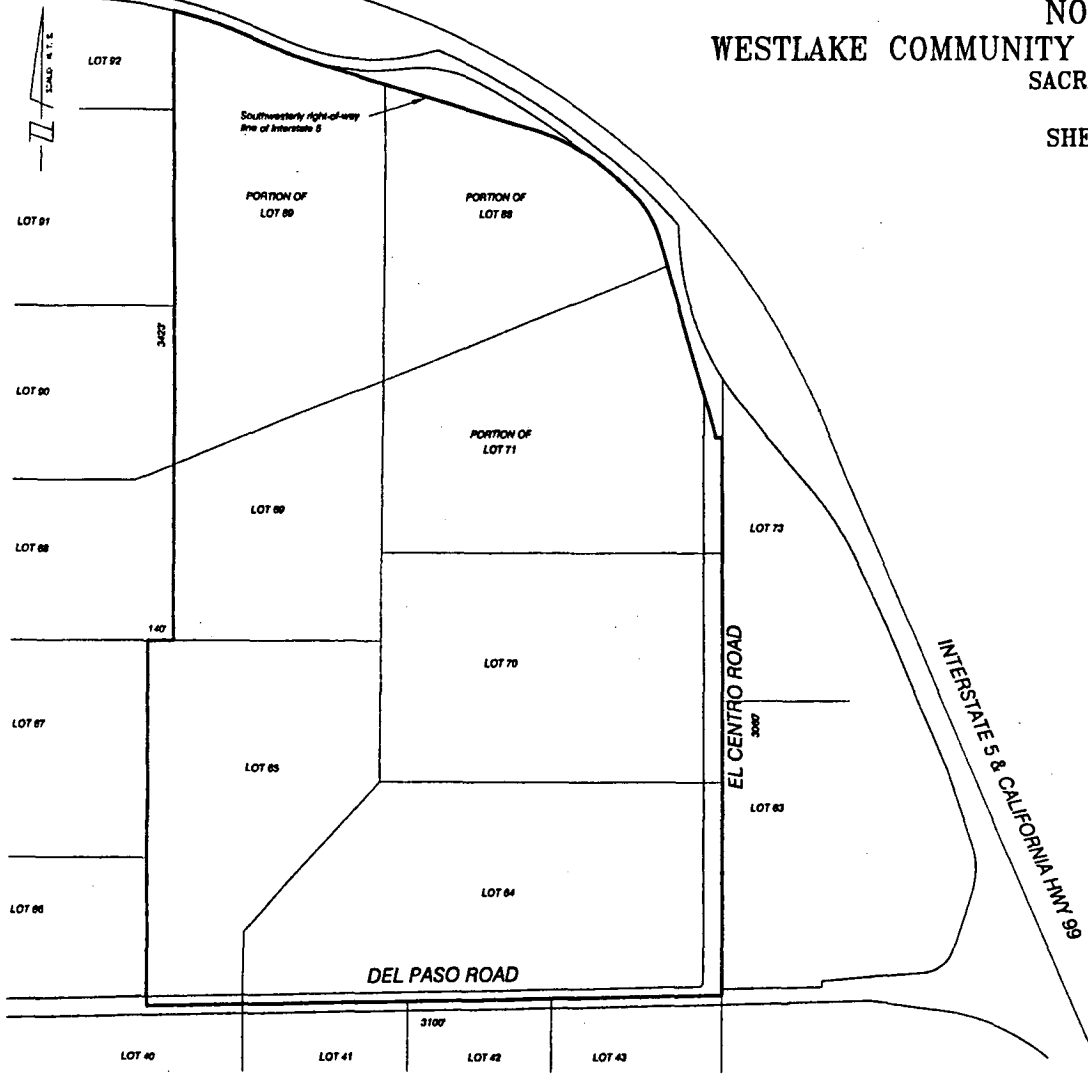 NO
WESTLAKE COMMUNITY
SACR
SHE
SCALE: N.T.S.
LOT 92
Southwesterly right-of-way
line of Interstate 5
PORTION OF
LOT 89
PORTION OF
LOT 88
LOT 91
3423'
LOT 90
PORTION OF
LOT 71
LOT 69
LOT 73
LOT 68
140'
LOT 70
EL CENTRO ROAD
3060'
INTERSTATE 5 & CALIFORNIA HWY 99
LOT 67
LOT 65
LOT 63
LOT 66
LOT 64
DEL PASO ROAD
3100'
LOT 40
LOT 41
LOT 42
LOT 43